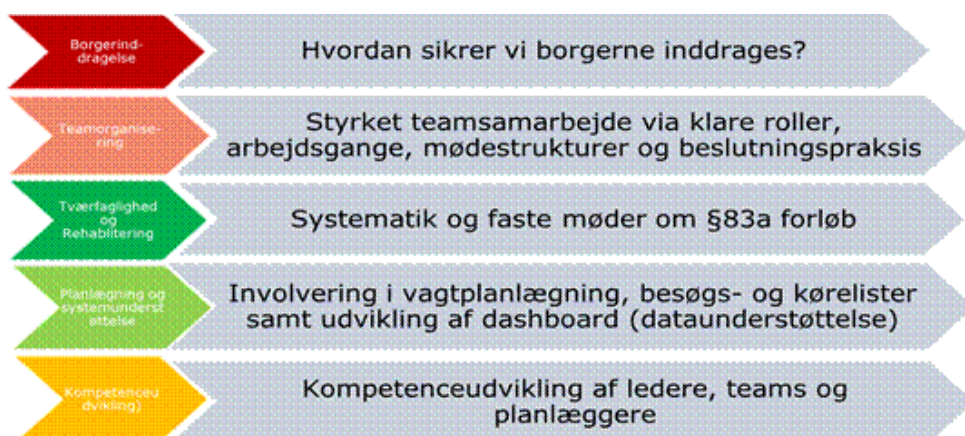 Borgerind-
dragelse
Hvordan sikrer vi borgerne inddrages?
Teamorganise-
ring
Styrket teamsamarbejde via klare roller,
arbejdsgange, mødestrukturer og beslutningspraksis
Tværfaglighed
og
Rehablitering
Systematik og faste møder om §83a forløb
Planlægning og
systemunderst
øttelse
Involvering i vagtplanlægning, besøgs- og kørelister
samt udvikling af dashboard (dataunderstøttelse)
Kompetenceu
dvikling)
Kompetenceudvikling af ledere, teams og
planlæggere